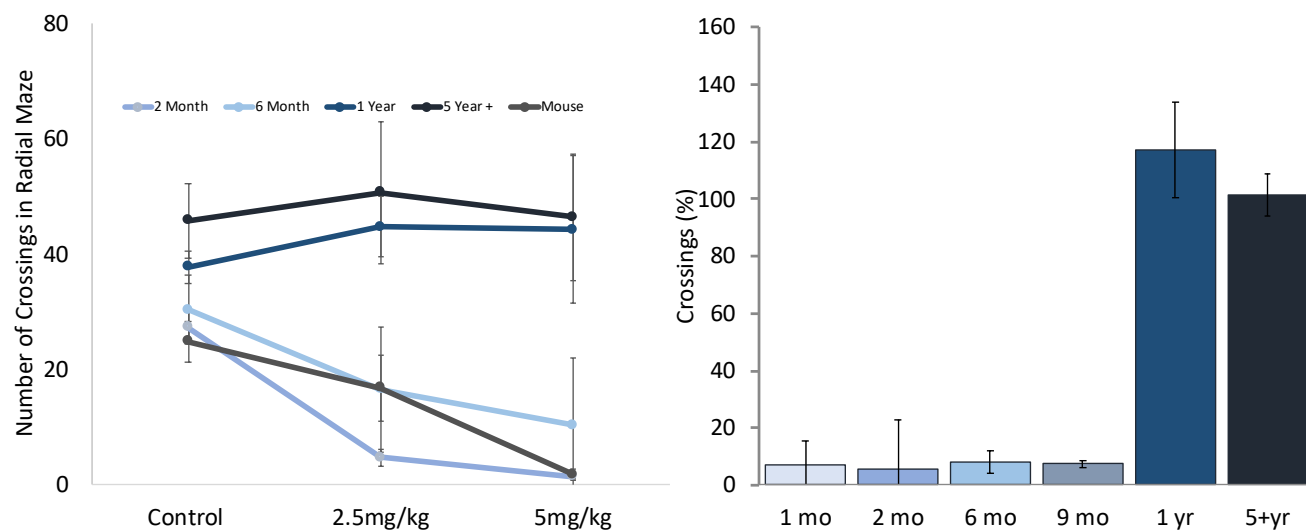 Number of Crossings in Radial Maze
80
60
40
20
0
2 Month 6 Month 1 Year 5 Year + Mouse
Control 2.5mg/kg 5mg/kg
Crossings (%)
160
140
120
100
80
60
40
20
0
1 mo 2 mo 6 mo 9 mo 1 yr 5+yr